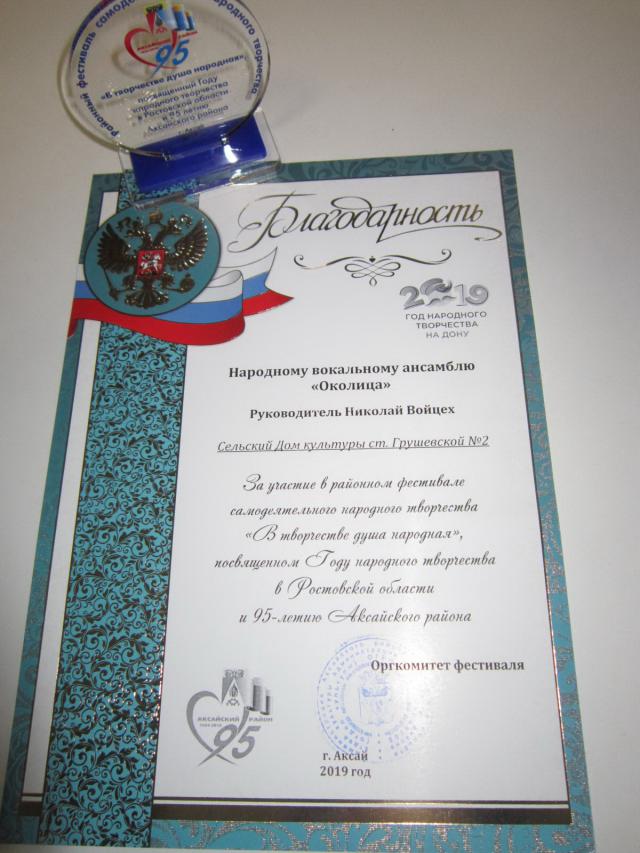 Районный фестиваль народного творчества
АКСАЙСКИЙ РАЙОН
95
«В творчестве душа народная»,
посвященный Году
народного творчества
в Ростовской области
и 95-летию
Аксайского района
Благодарность
2019
ГОД НАРОДНОГО
ТВОРЧЕСТВА
НА ДОНУ
Народному вокальному ансамблю
«Околица»
Руководитель Николай Войцех
Сельский Дом культуры ст. Грушевской №2
За участие в районном фестивале
самодеятельного народного творчества
«В творчестве душа народная»,
посвященном Году народного творчества
в Ростовской области
и 95-летию Аксайского района
Оргкомитет фестиваля
АКСАЙСКИЙ РАЙОН
95
г. Аксай
2019 год